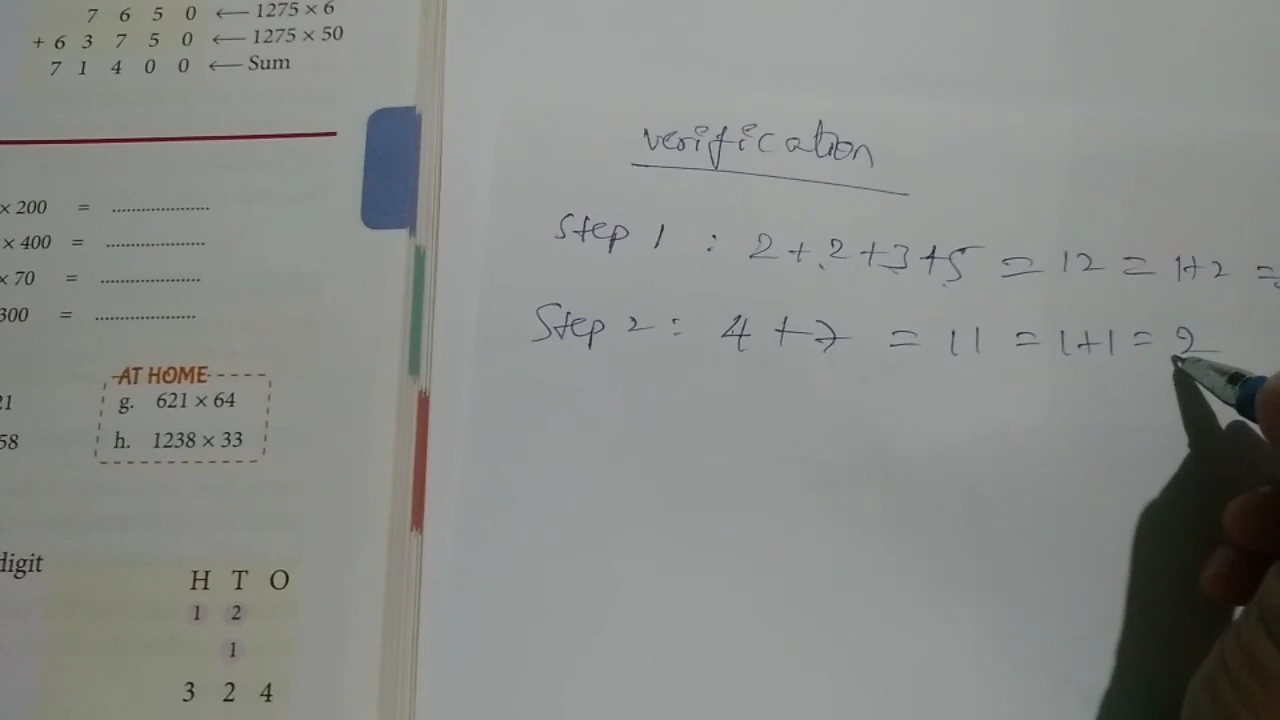 7 6 5 0 ← 1275 × 6
+ 6 3 7 5 0 ← 1275 × 50
7 1 4 0 0 ← Sum
× 200 = ...................
× 400 = ...................
× 70 = ...................
300 = ...................
21
58
AT HOME
g. 621 × 64
h. 1238 × 33
digit
H T O
1 2
1
3 2 4
verification
Step 1 : 2 + 2 + 3 + 5 = 12 = 1+2 =
Step 2 : 4 + 7 = 11 = 1+1 = 2